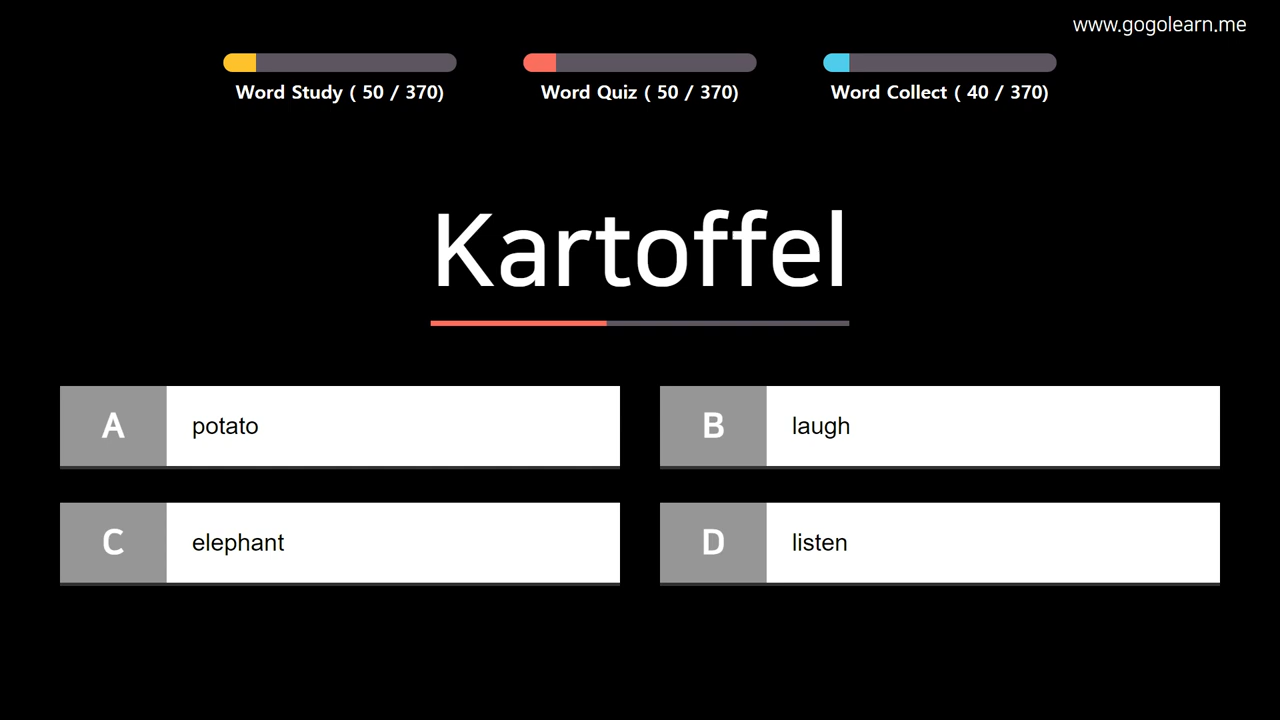 www.gogolearn.me
Word Study ( 50 / 370)
Word Quiz ( 50 / 370)
Word Collect ( 40 / 370)
Kartoffel
A potato
B laugh
C elephant
D listen